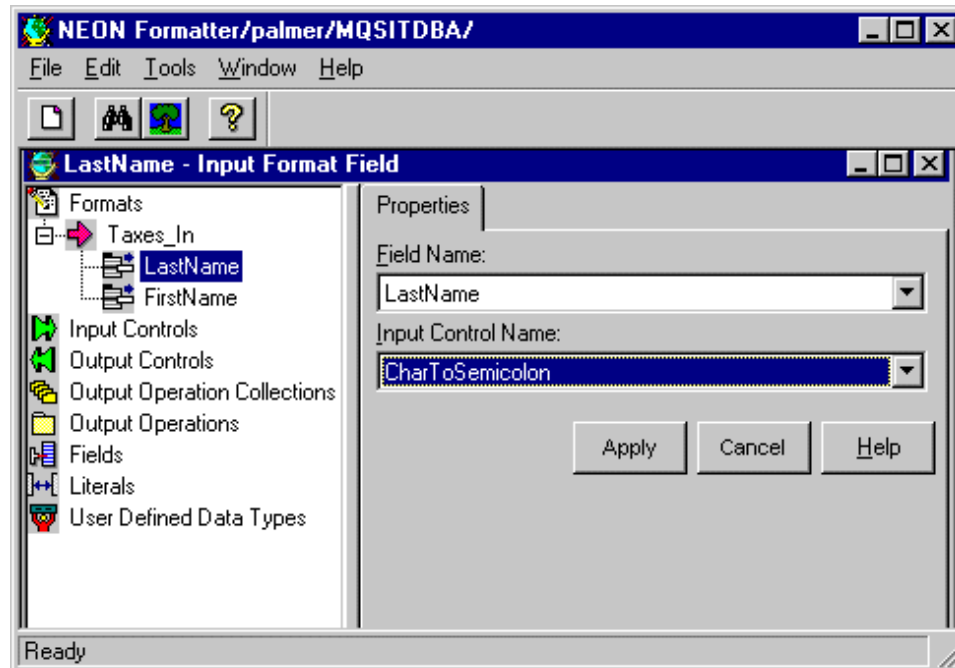 NEON Formatter/palmer/MQSITDBA/
File Edit Tools Window Help
LastName - Input Format Field
Formats
Taxes_In
LastName
FirstName
Input Controls
Output Controls
Output Operation Collections
Output Operations
Fields
Literals
User Defined Data Types
Properties
Field Name:
LastName
Input Control Name:
CharToSemicolon
Apply Cancel Help
Ready